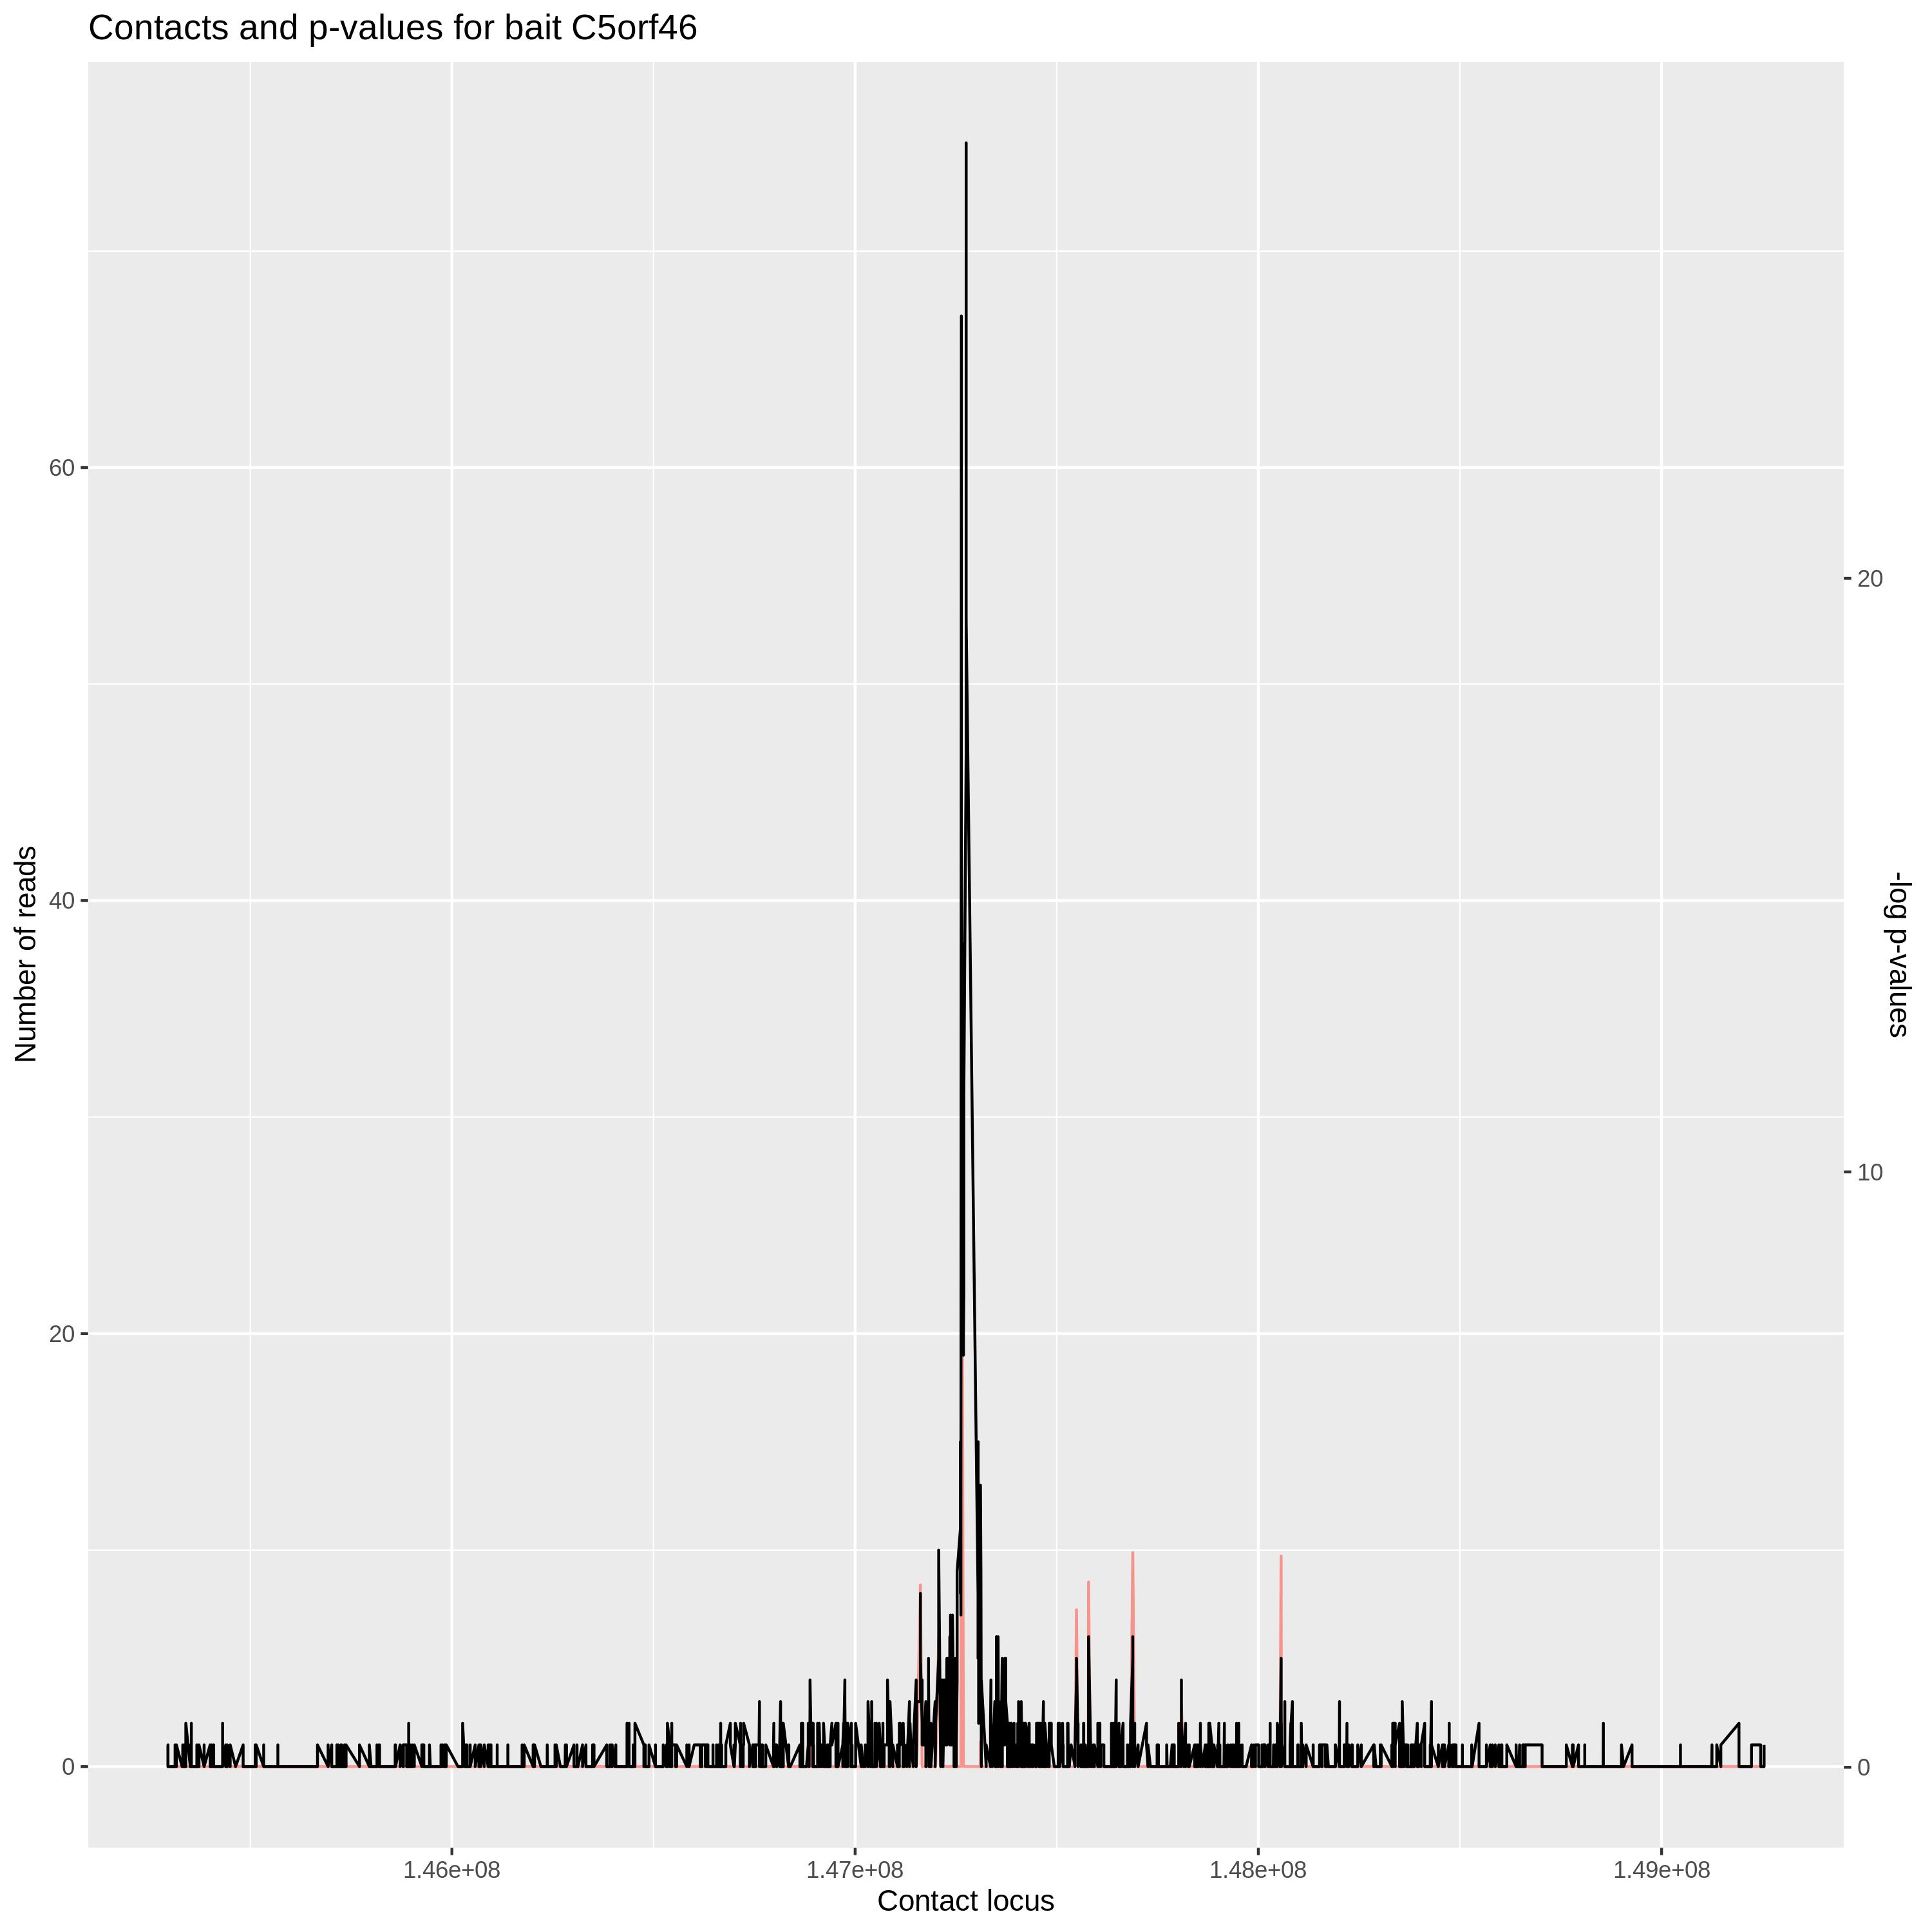 Contacts and p-values for bait C5orf46
Number of reads
60
40
20
0
20
10
0
-log p-values
1.46e+08
1.47e+08
1.48e+08
1.49e+08
Contact locus